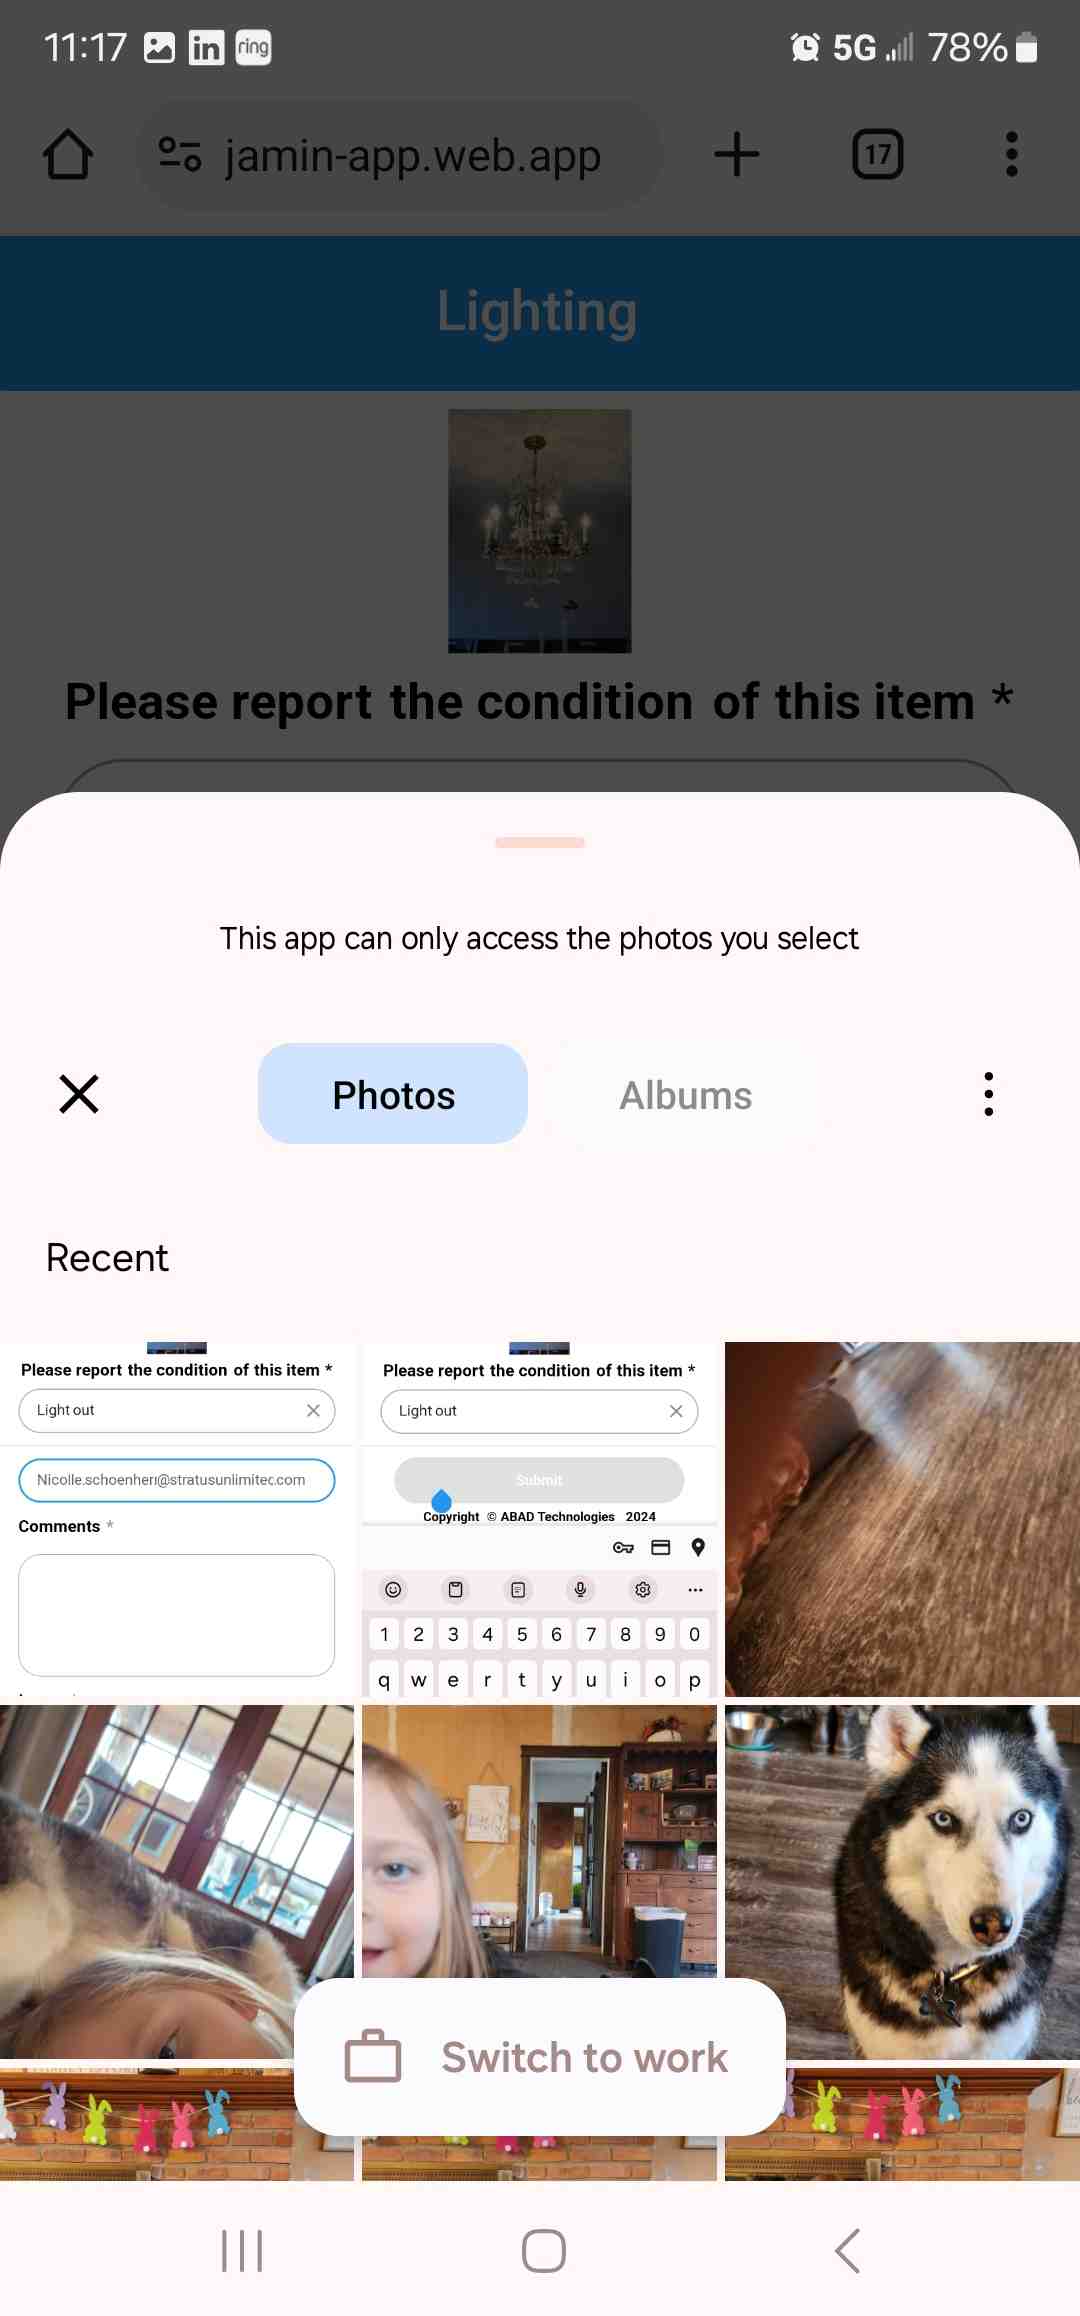 11:17 in ring 5G 78%
jamin-app.web.app 17
Lighting
Please report the condition of this item *
This app can only access the photos you select
Photos Albums
Recent
Please report the condition of this item *
Light out
Nicolle.schoenherr@stratusunlimitec.com
Comments *
Please report the condition of this item *
Light out
Submit
Copyright © ABAD Technologies 2024
1 2 3 4 5 6 7 8 9 0
q w e r t y u i o p
Switch to work